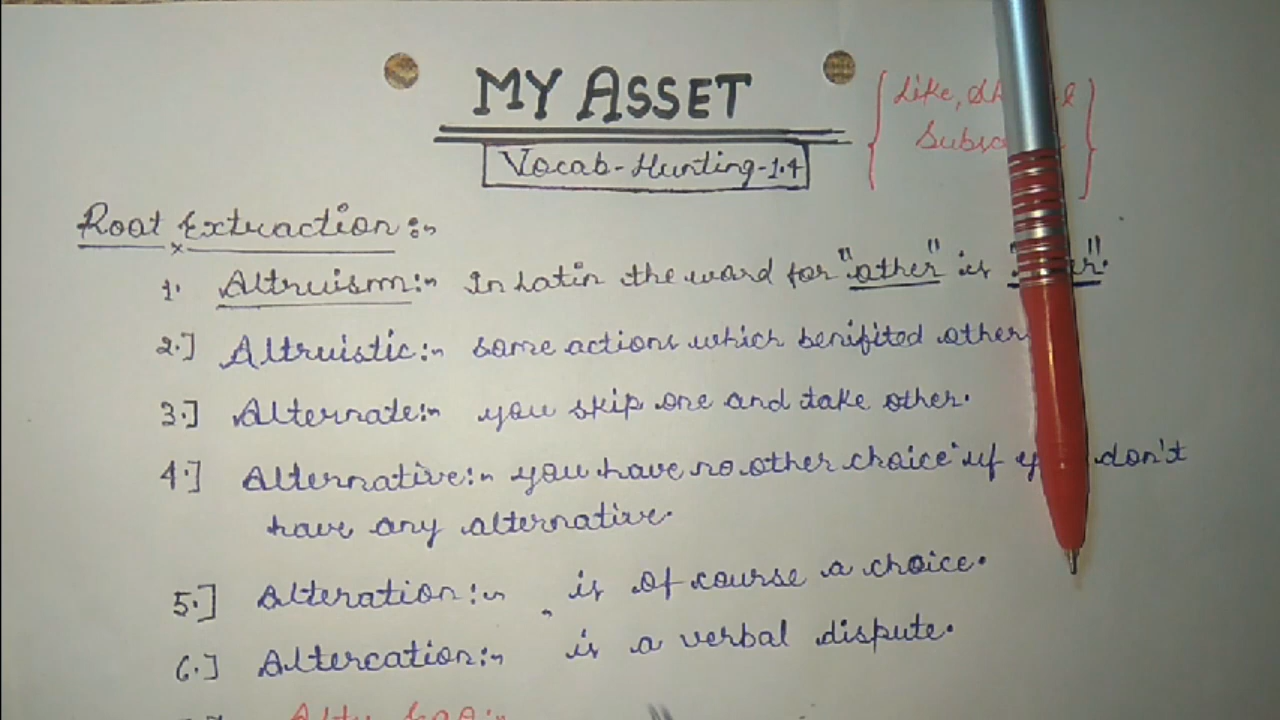 MY ASSET
{Like,
Vocab-Hunting-1.4
Root Extraction:-
1. Altruism:- In Latin the word for "other" is
2.] Altruistic:- some actions which benifited other
3.] Alternate:- you skip one and take other.
4.] Alternative:- you have no other choice if don't
have any alternative.
5.] Alteration:- is of course a choice.
6.] Altercation:- is a verbal dispute.